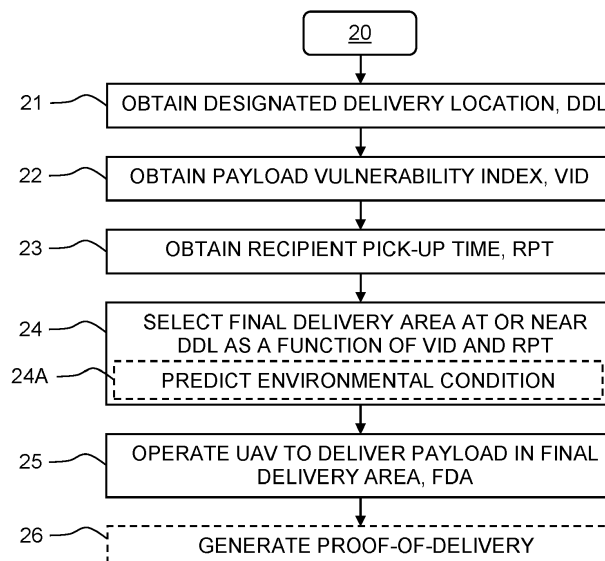 20
21 OBTAIN DESIGNATED DELIVERY LOCATION, DDL
22 OBTAIN PAYLOAD VULNERABILITY INDEX, VID
23 OBTAIN RECIPIENT PICK-UP TIME, RPT
24 SELECT FINAL DELIVERY AREA AT OR NEAR
DDL AS A FUNCTION OF VID AND RPT
24A PREDICT ENVIRONMENTAL CONDITION
25 OPERATE UAV TO DELIVER PAYLOAD IN FINAL
DELIVERY AREA, FDA
26 GENERATE PROOF-OF-DELIVERY